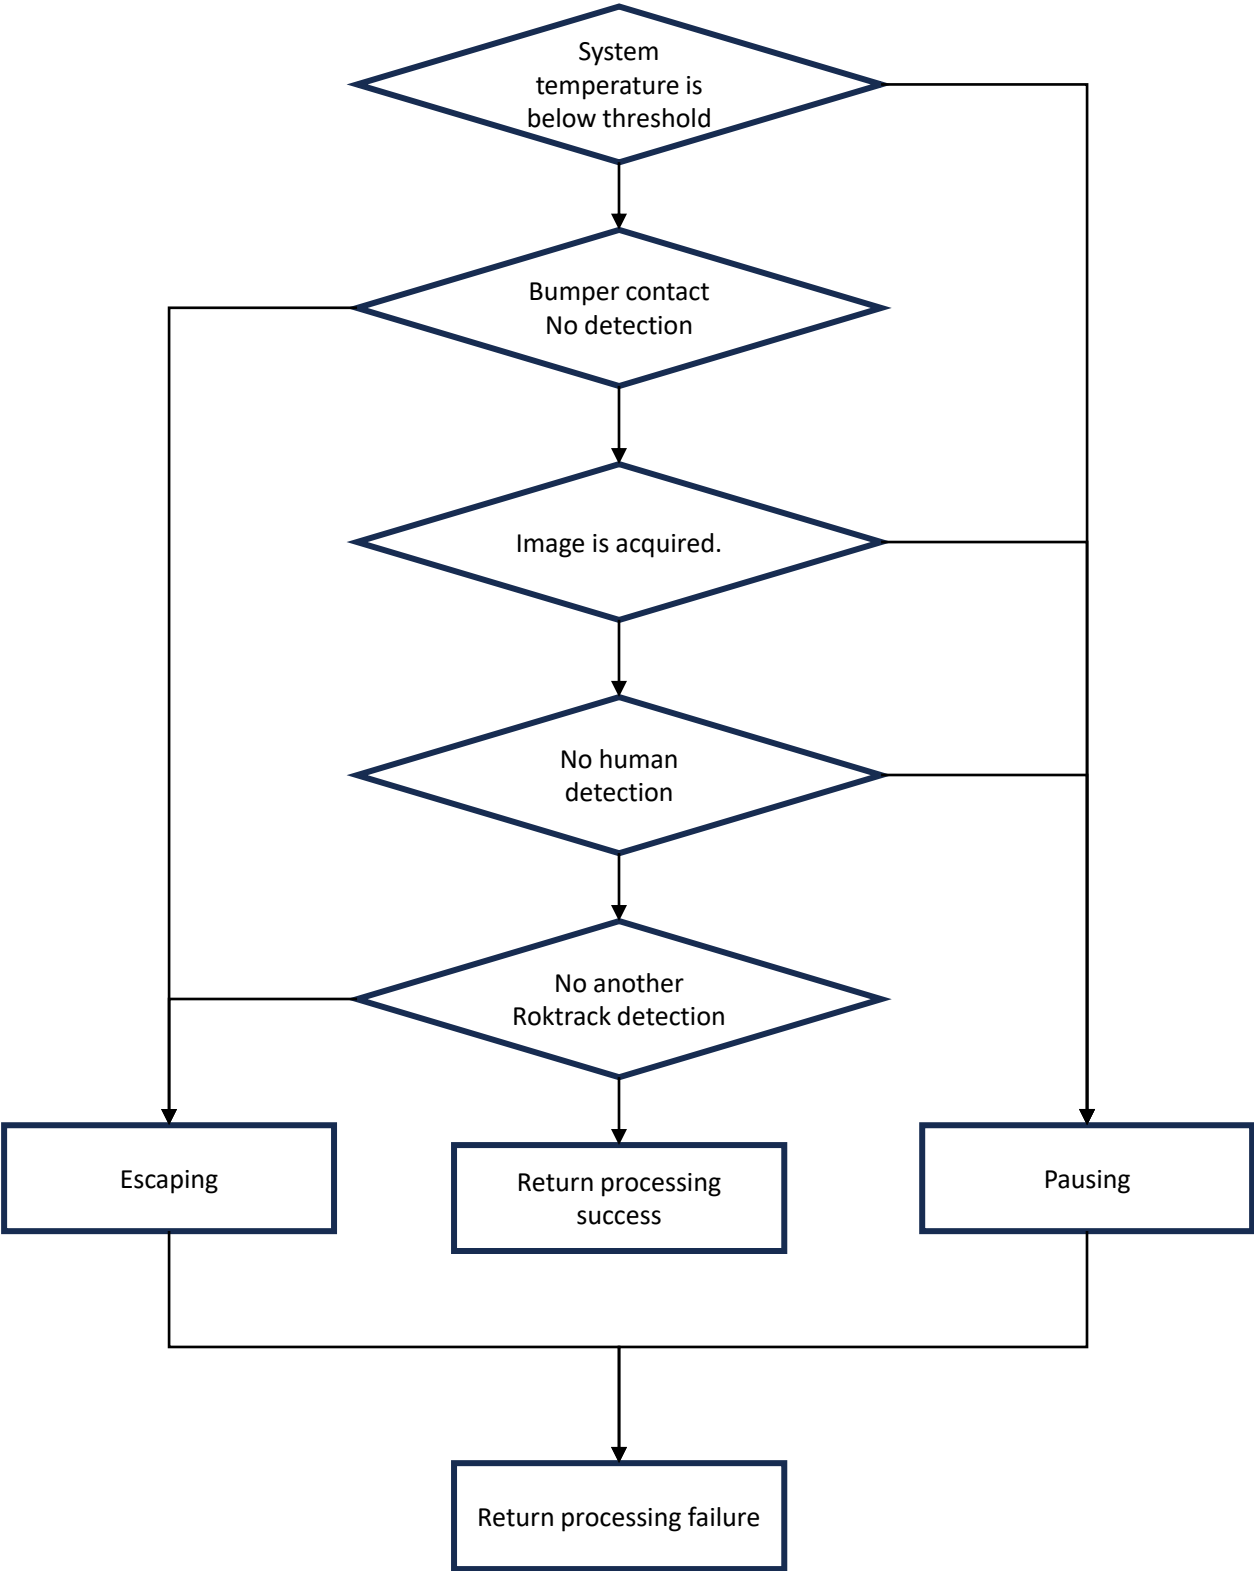 System
temperature is
below threshold
Bumper contact
No detection
Image is acquired.
No human
detection
No another
Roktrack detection
Escaping
Return processing
success
Pausing
Return processing failure